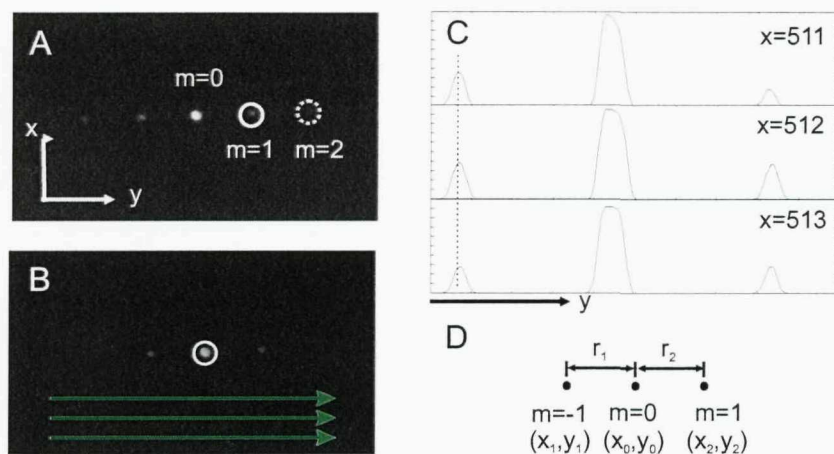 A
m=0
x
m=1
m=2
y
B
C
x=511
x=512
x=513
y
D
r1
r2
m=-1
m=0
m=1
(x1,y1)
(x0,y0)
(x2,y2)